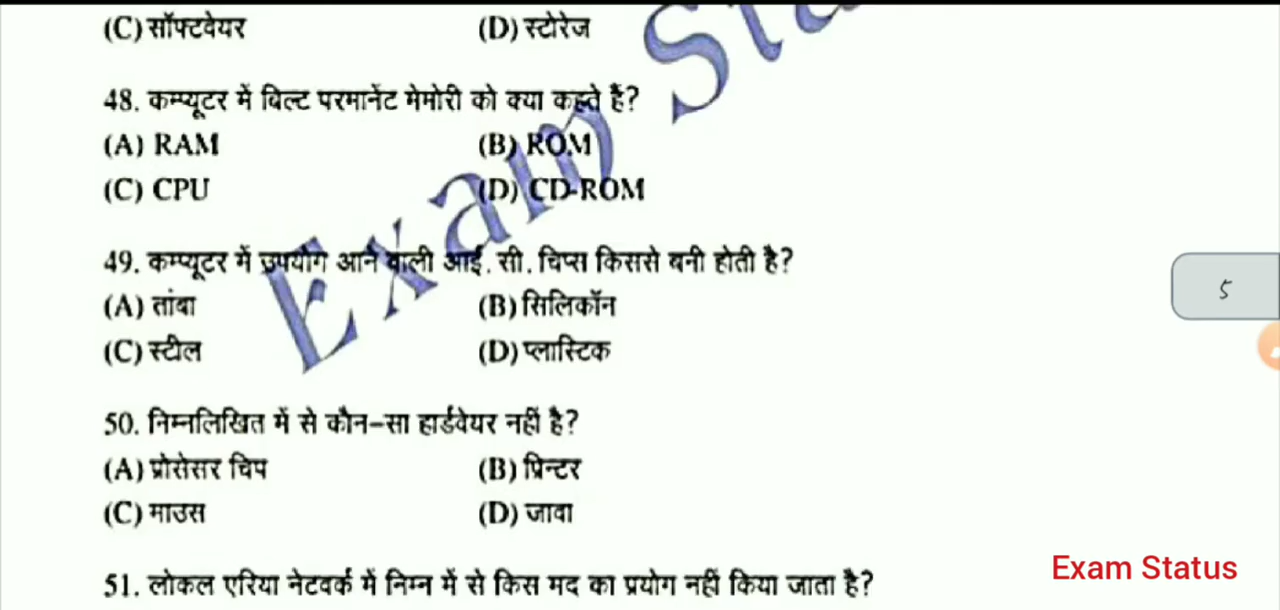 (C) सॉफ्टवेयर (D) स्टोरेज
48. कम्प्यूटर में बिल्ट परमानेंट मेमोरी को क्या कहते हैं?
(A) RAM (B) ROM
(C) CPU (D) CD-ROM
49. कम्प्यूटर में उपयोग आने वाली आई. सी. चिप्स किससे बनी होती है?
(A) तांबा (B) सिलिकॉन
(C) स्टील (D) प्लास्टिक
5
50. निम्नलिखित में से कौन-सा हार्डवेयर नहीं है?
(A) प्रोसेसर चिप (B) प्रिन्टर
(C) माउस (D) जावा
51. लोकल एरिया नेटवर्क में निम्न में से किस मद का प्रयोग नहीं किया जाता है?
Exam Status
Exam Sta